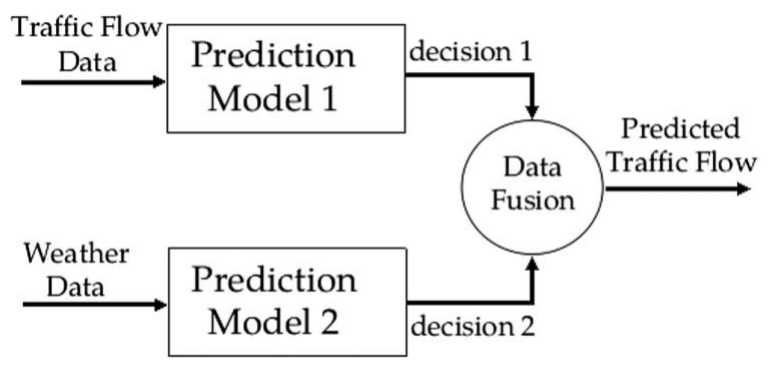 Traffic Flow
Data
Prediction
Model 1
decision 1
Data
Fusion
Predicted
Traffic Flow
Weather
Data
Prediction
Model 2
decision 2